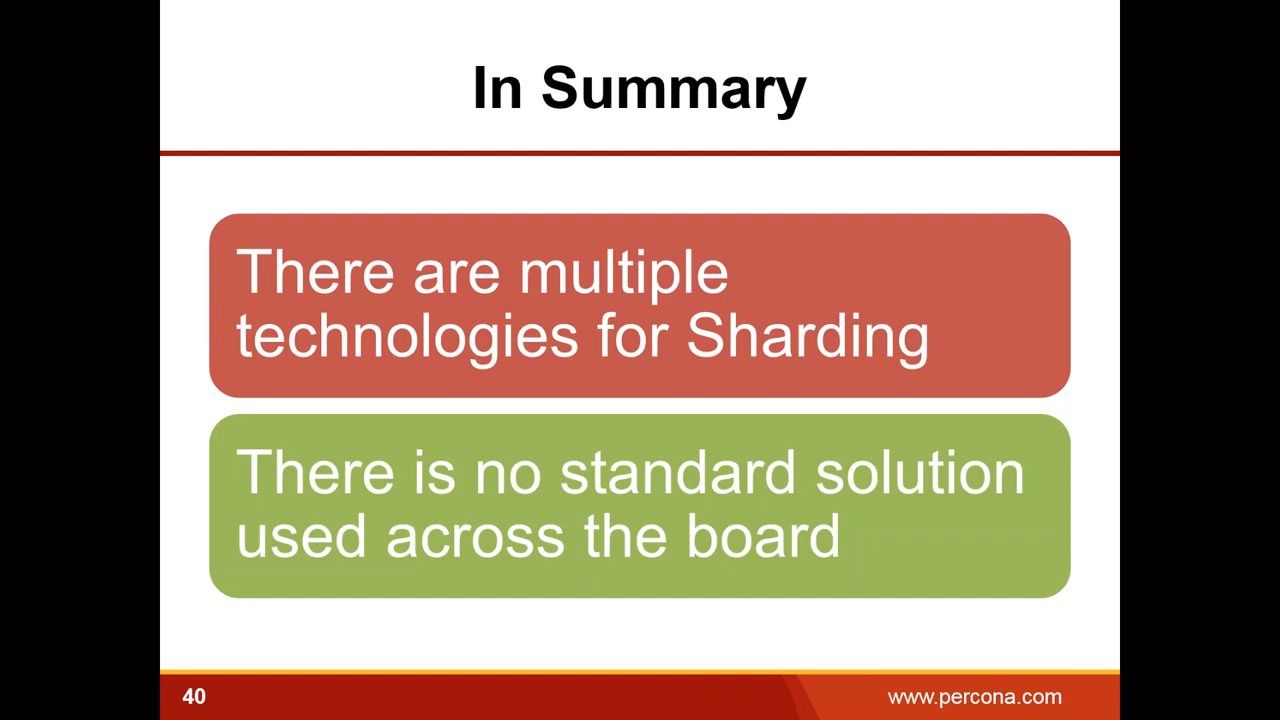 In Summary
There are multiple
technologies for Sharding
There is no standard solution
used across the board
40
www.percona.com